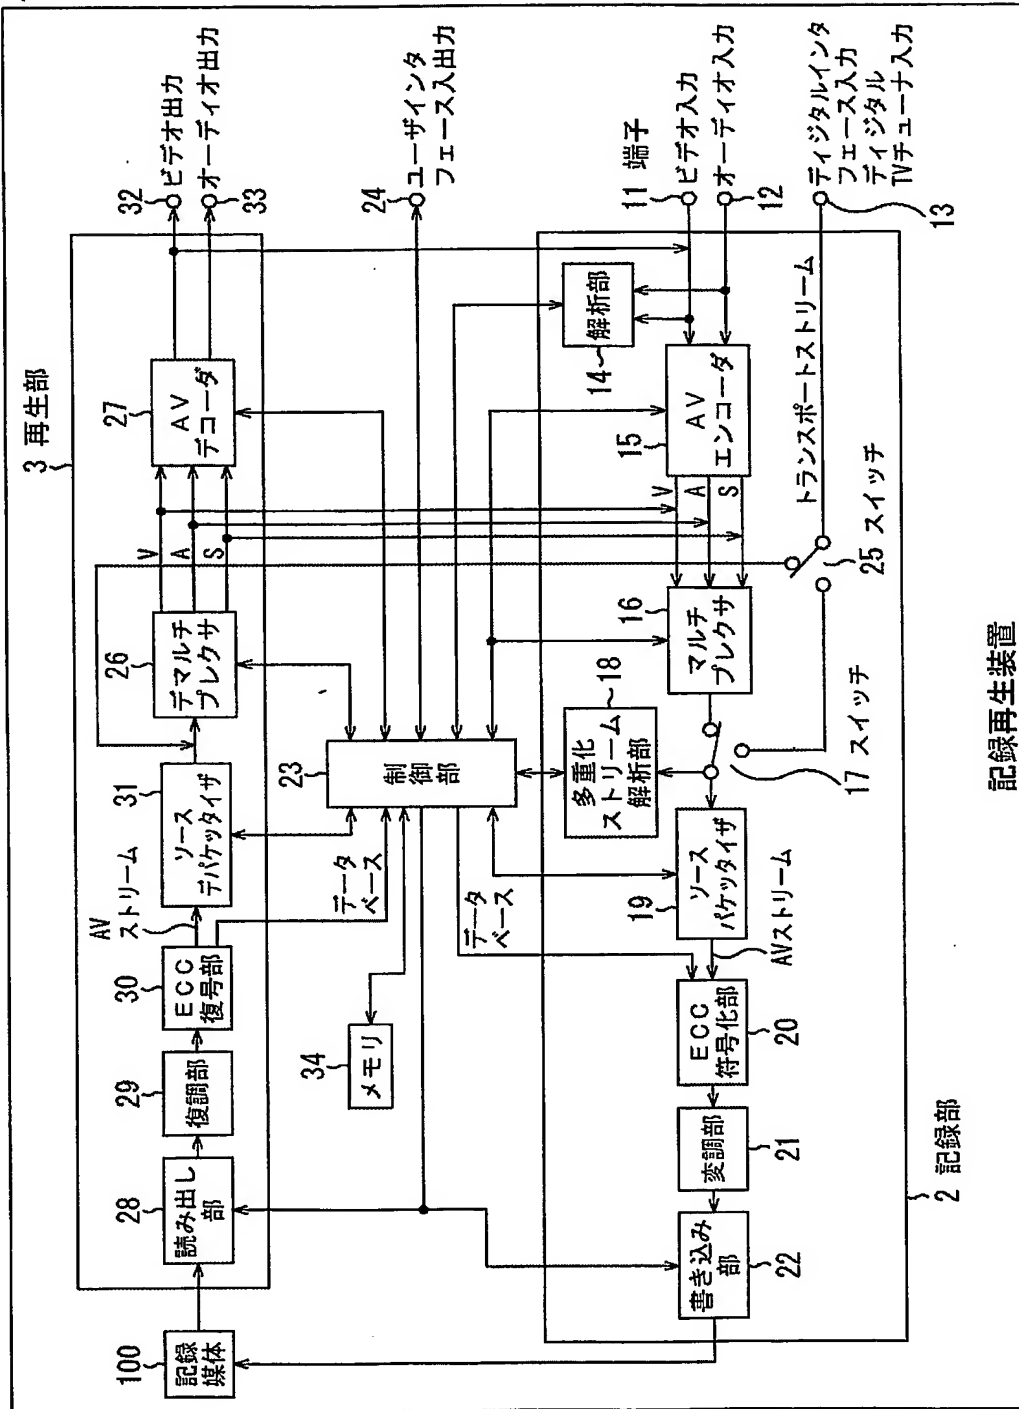 3 再生部
100
記録
媒体
28
読み出し
部
29
復調部
30
ECC
復号部
AV
ストリーム
31
ソース
デパケッタイザ
26
デマルチ
プレクサ
V
A
S
27
AV
デコーダ
32
ビデオ出力
オーディオ出力
33
34
メモリ
データ
ベース
データ
ベース
23
制御
部
24
ユーザインタ
フェース入出力
22
書き込み
部
21
変調部
20
ECC
符号化部
AVストリーム
19
ソース
パケッタイザ
18
多重化
ストリーム
解析部
17 スイッチ
16
マルチ
プレクサ
V
A
S
15
AV
エンコーダ
14
解析部
11 端子
ビデオ入力
オーディオ入力
12
トランスポートストリーム
25 スイッチ
13
ディジタルインタ
フェース入力
ディジタル
TVチューナ入力
2 記録部
記録再生装置